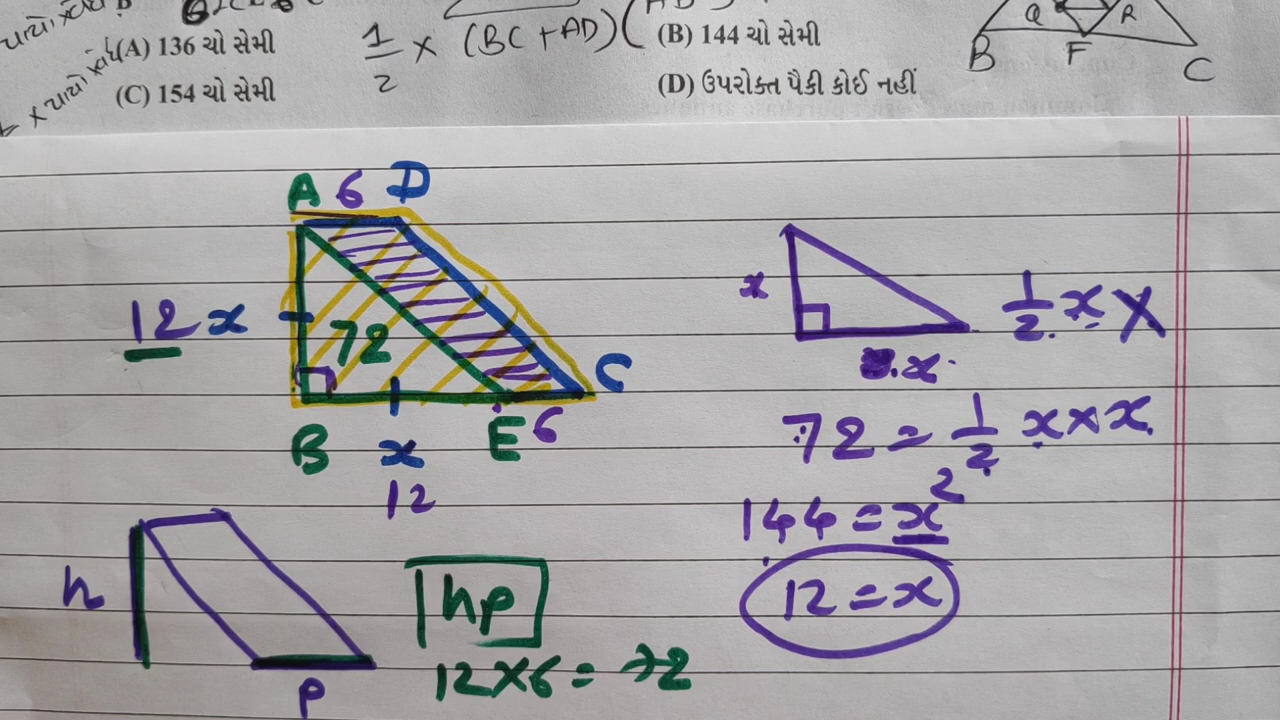 (A) 136 ચો સેમી
(B) 144 ચો સેમી
(C) 154 ચો સેમી
(D) ઉપરોક્ત પૈકી કોઈ નહીં
1/2 × (BC + AD) (
Q R
B F C
A 6 D
12 x
72
C
B x E 6
12
x
x
1/2 x x
72 = 1/2 x × x
144 = x²
12 = x
h
p
hp
12 × 6 = 72